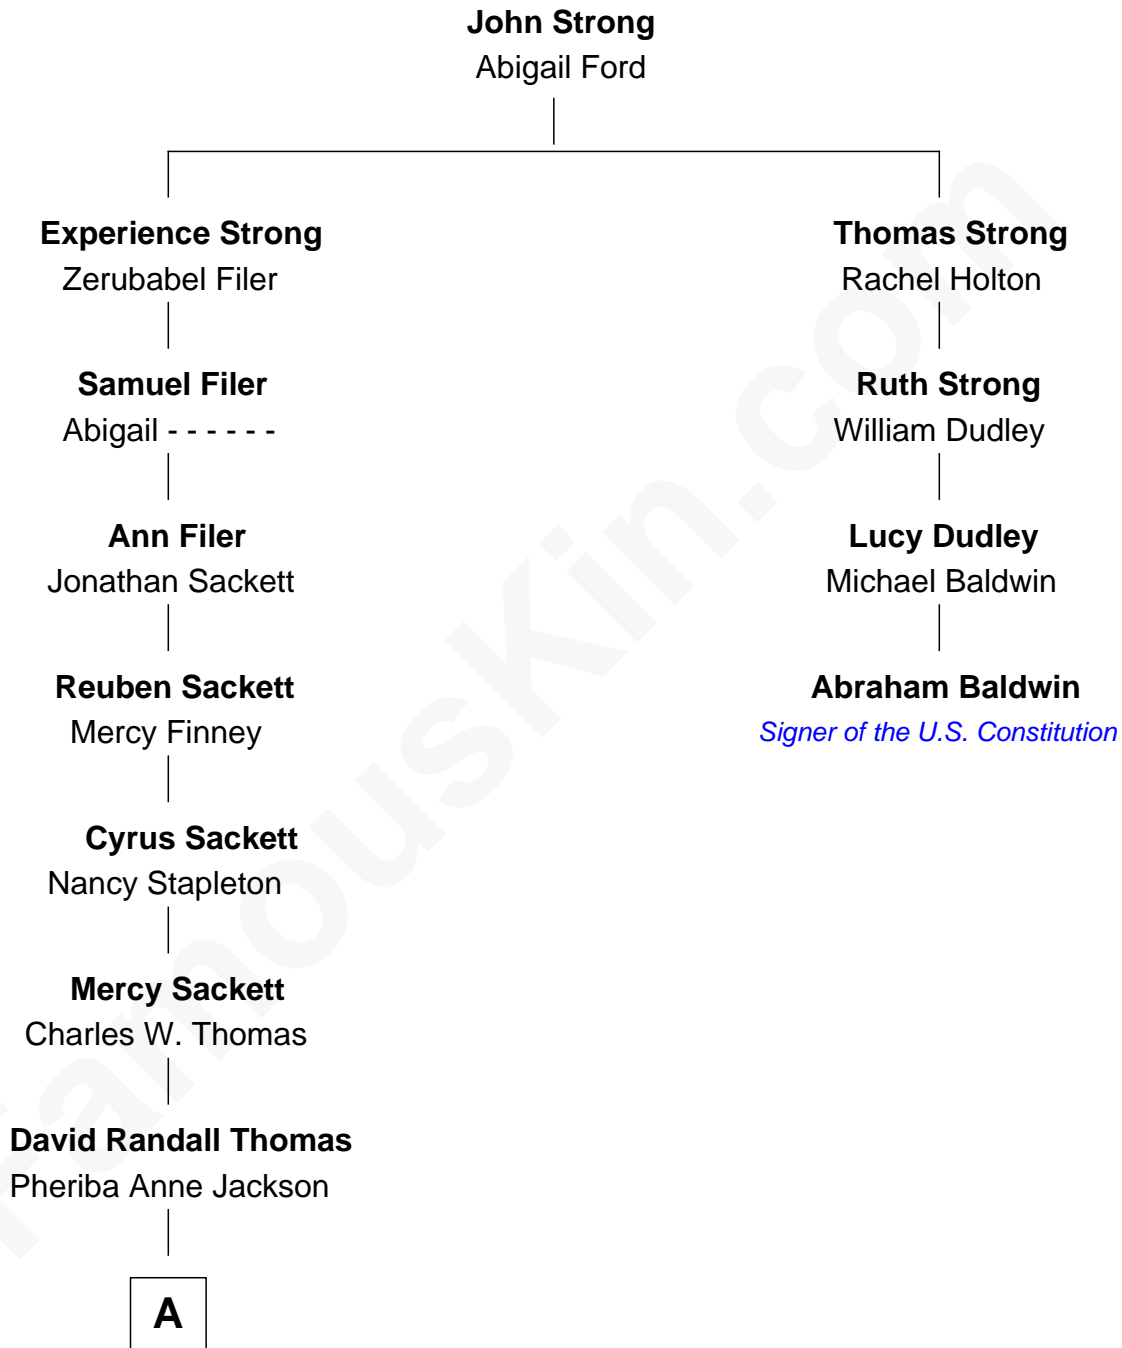 John Strong
Abigail Ford
Experience Strong
Zerubabel Filer
Thomas Strong
Rachel Holton
Samuel Filer
Abigail - - - - - -
Ruth Strong
William Dudley
Ann Filer
Jonathan Sackett
Lucy Dudley
Michael Baldwin
Reuben Sackett
Mercy Finney
Abraham Baldwin
Signer of the U.S. Constitution
Cyrus Sackett
Nancy Stapleton
Mercy Sackett
Charles W. Thomas
David Randall Thomas
Pheriba Anne Jackson
A
FamousKin.com